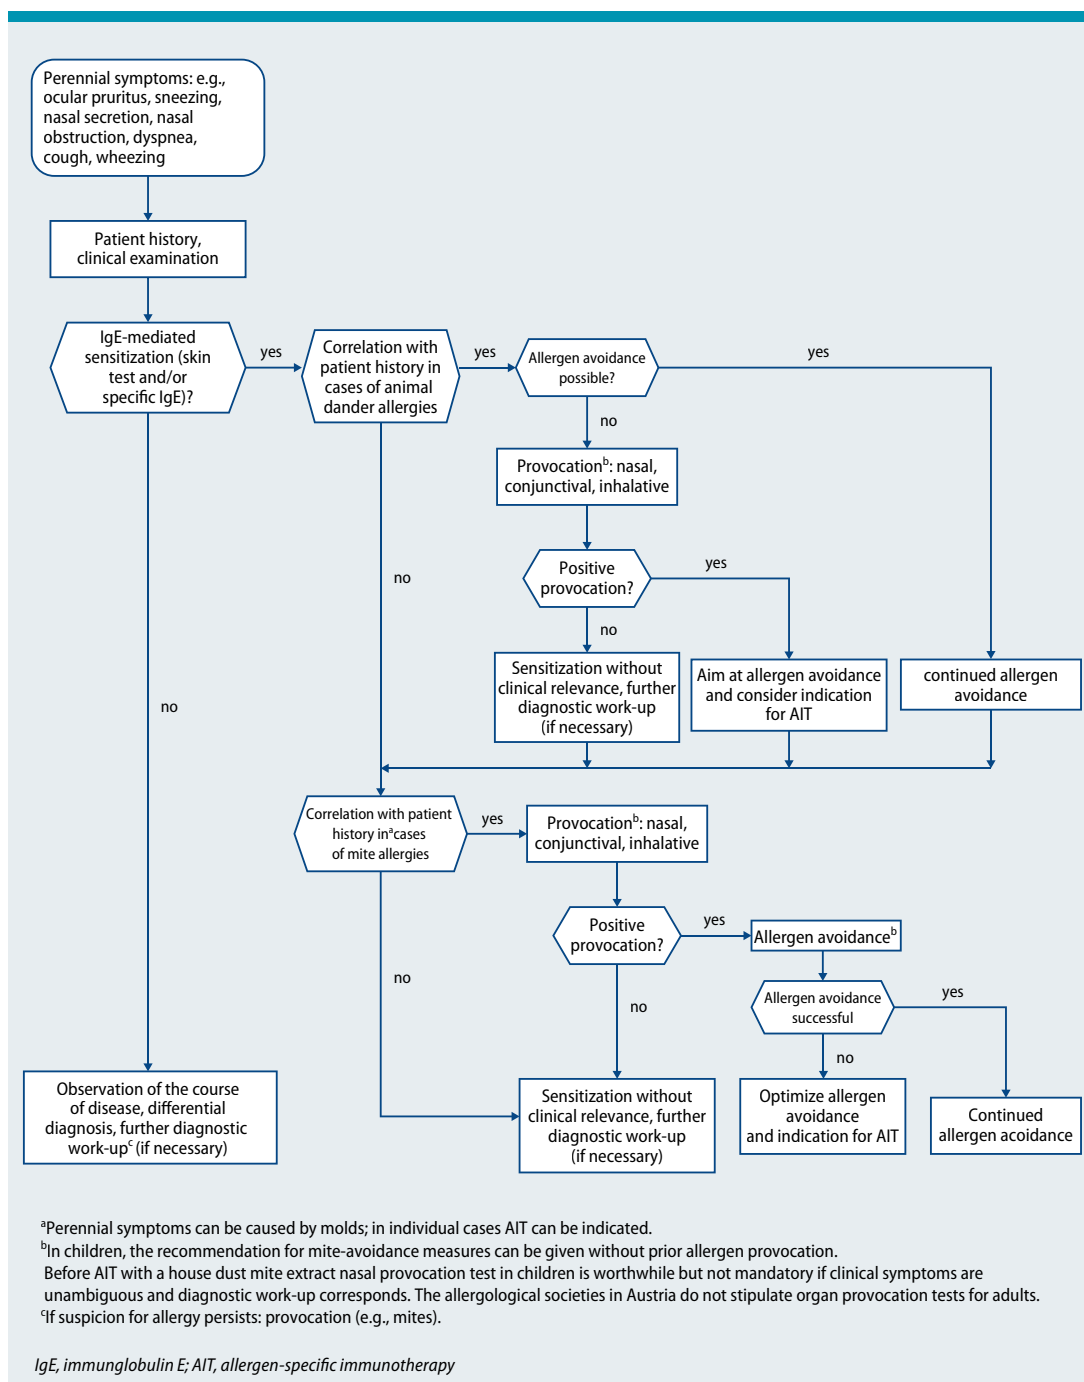 Perennial symptoms: e.g.,
ocular pruritus, sneezing,
nasal secretion, nasal
obstruction, dyspnea,
cough, wheezing
Patient history,
clinical examination
IgE-mediated
sensitization (skin
test and/or
specific IgE)?
yes
Correlation with
patient history in
cases of animal
dander allergies
yes
Allergen avoidance
possible?
yes
no
Provocationᵇ: nasal,
conjunctival, inhalative
Positive
provocation?
yes
no
no
no
Sensitization without
clinical relevance, further
diagnostic work-up
(if necessary)
Aim at allergen avoidance
and consider indication
for AIT
continued allergen
avoidance
Correlation with patient
history inᵃcases
of mite allergies
yes
Provocationᵇ: nasal,
conjunctival, inhalative
Positive
provocation?
yes
Allergen avoidanceᵇ
no
no
Allergen avoidance
successful
yes
no
Observation of the course
of disease, differential
diagnosis, further diagnostic
work-upᶜ (if necessary)
Sensitization without
clinical relevance, further
diagnostic work-up
(if necessary)
Optimize allergen
avoidance
and indication for AIT
Continued
allergen acoidance
ᵃPerennial symptoms can be caused by molds; in individual cases AIT can be indicated.
ᵇIn children, the recommendation for mite-avoidance measures can be given without prior allergen provocation.
Before AIT with a house dust mite extract nasal provocation test in children is worthwhile but not mandatory if clinical symptoms are
unambiguous and diagnostic work-up corresponds. The allergological societies in Austria do not stipulate organ provocation tests for adults.
ᶜIf suspicion for allergy persists: provocation (e.g., mites).
IgE, immunglobulin E; AIT, allergen-specific immunotherapy